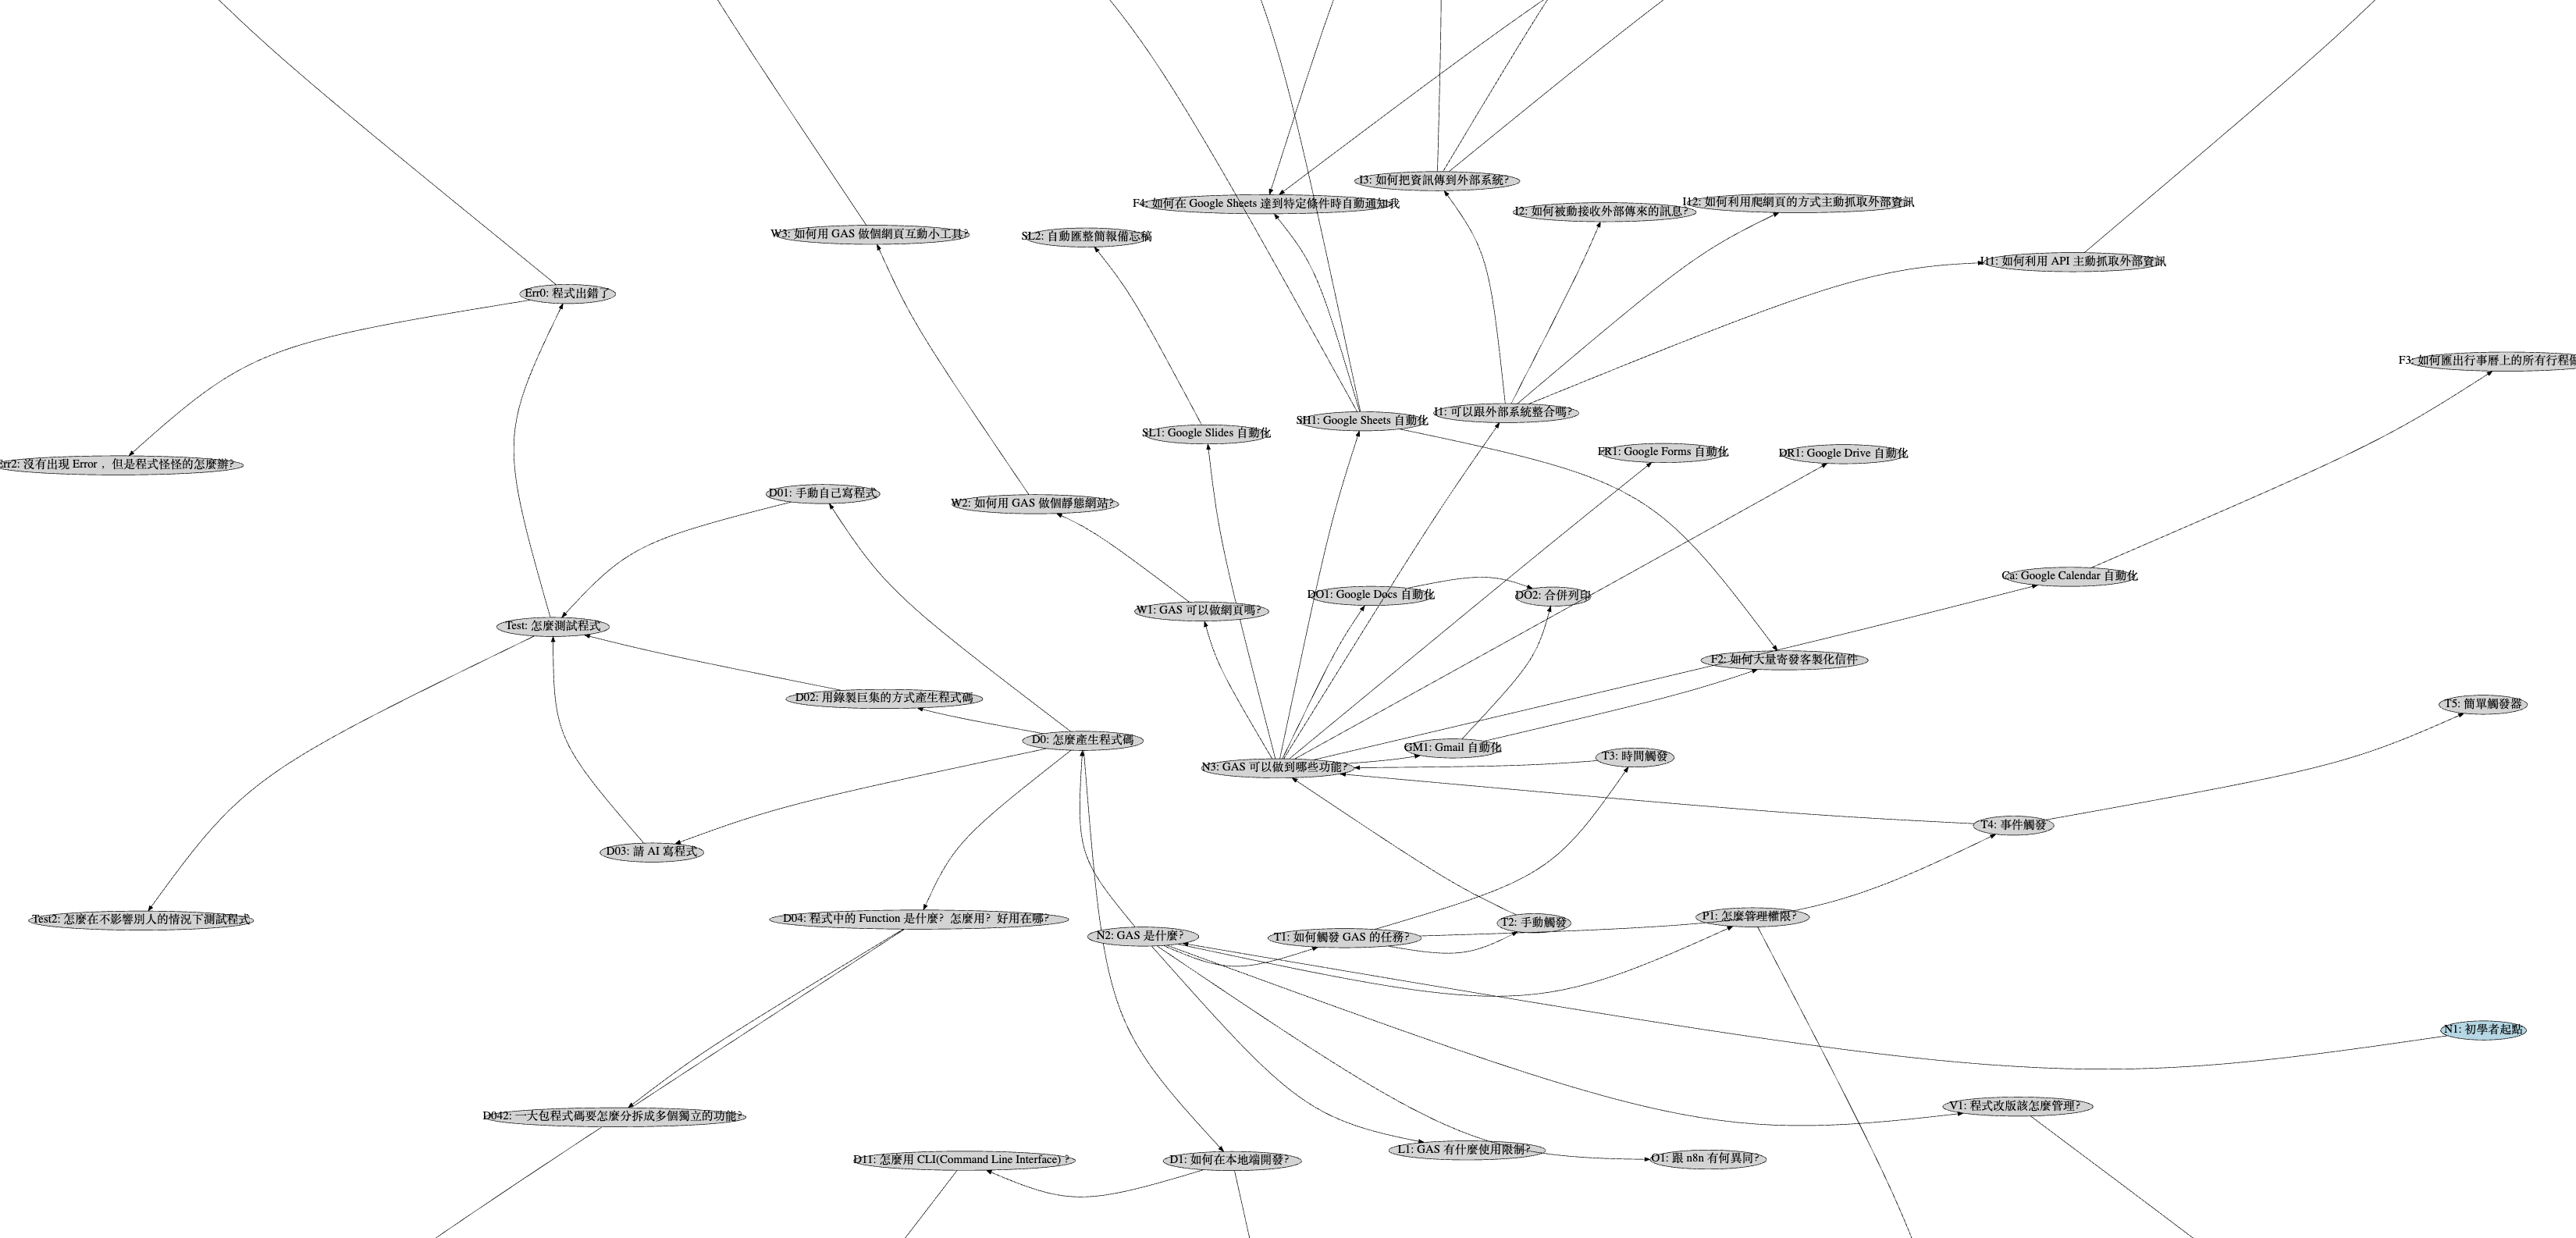 I3: 如何把資訊傳到外部系統?
F4: 如何在 Google Sheets 達到特定條件時自動通知我
I2: 如何被動接收外部傳來的訊息?
I12: 如何利用爬網頁的方式主動抓取外部資訊
W3: 如何用 GAS 做個網頁互動小工具?
SL2: 自動匯整簡報備忘稿
I11: 如何利用 API 主動抓取外部資訊
Err0: 程式出錯了
F3: 如何匯出行事曆上的所有行程
SH1: Google Sheets 自動化
I1: 可以跟外部系統整合嗎?
SL1: Google Slides 自動化
FR1: Google Forms 自動化
DR1: Google Drive 自動化
Err2: 沒有出現 Error ，但是程式怪怪的怎麼辦?
D01: 手動自己寫程式
W2: 如何用 GAS 做個靜態網站?
Ca: Google Calendar 自動化
DO1: Google Docs 自動化
DO2: 合併列印
W1: GAS 可以做網頁嗎?
Test: 怎麼測試程式
F2: 如何大量寄發客製化信件
D02: 用錄製巨集的方式產生程式碼
T5: 簡單觸發器
D0: 怎麼產生程式碼
GM1: Gmail 自動化
T3: 時間觸發
N3: GAS 可以做到哪些功能?
T4: 事件觸發
D03: 請 AI 寫程式
Test2: 怎麼在不影響別人的情況下測試程式
D04: 程式中的 Function 是什麼? 怎麼用? 好用在哪?
N2: GAS 是什麼?
T1: 如何觸發 GAS 的任務?
T2: 手動觸發
P1: 怎麼管理權限?
N1: 初學者起點
D042: 一大包程式碼要怎麼分拆成多個獨立的功能?
V1: 程式改版該怎麼管理?
D11: 怎麼用 CLI(Command Line Interface) ?
D1: 如何在本地端開發?
L1: GAS 有什麼使用限制?
O1: 跟 n8n 有何異同?